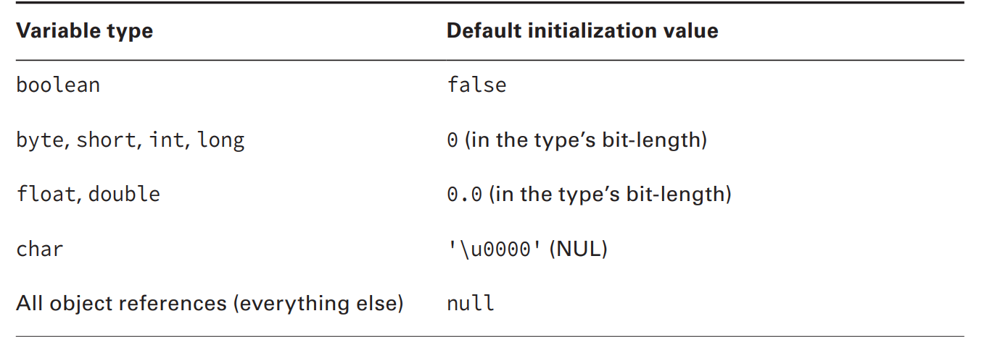 Variable type Default initialization value
boolean false
byte, short, int, long 0 (in the type’s bit-length)
float, double 0.0 (in the type’s bit-length)
char '\u0000' (NUL)
All object references (everything else) null